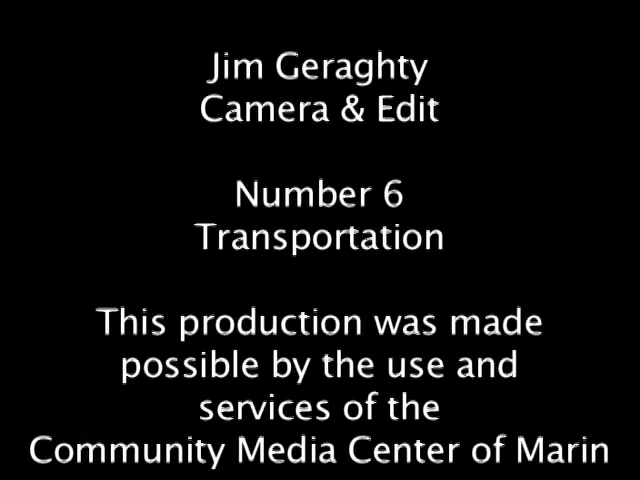 Jim Geraghty
Camera & Edit
Number 6
Transportation
This production was made
possible by the use and
services of the
Community Media Center of Marin